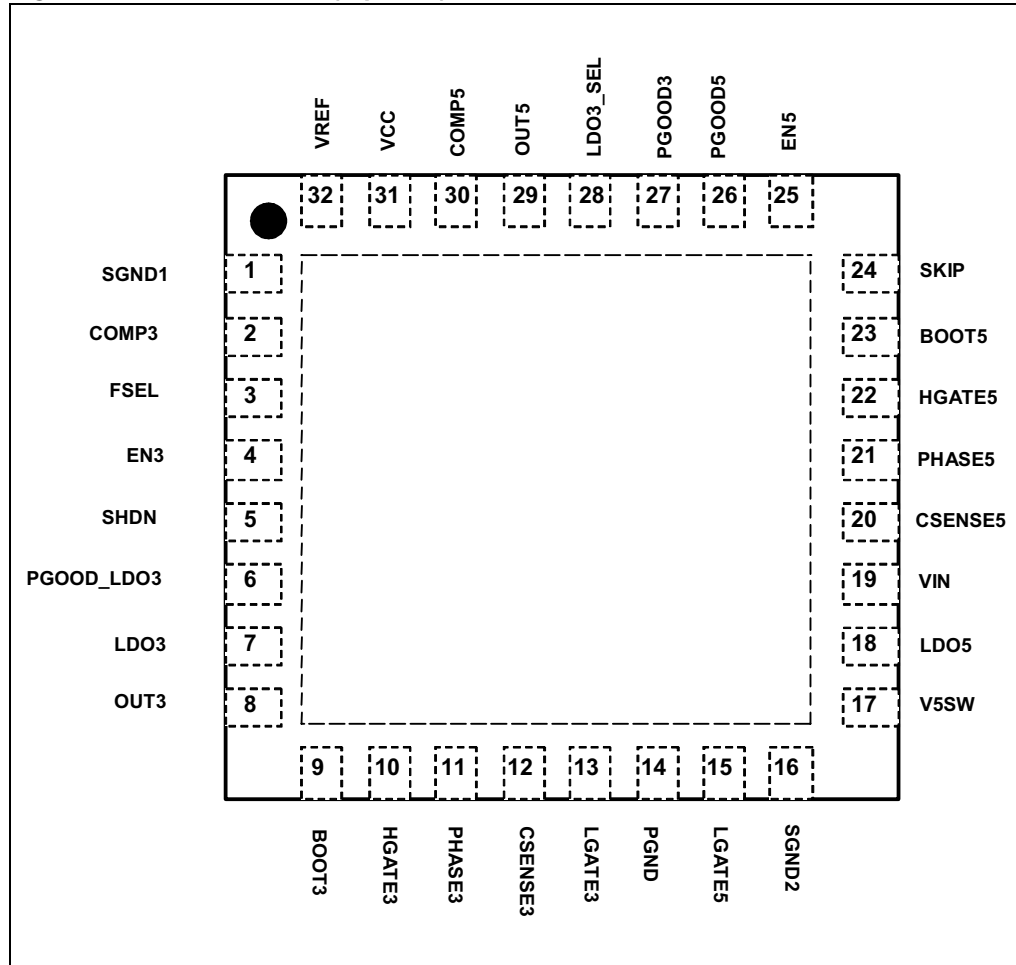 VREF
VCC
COMP5
OUT5
LDO3_SEL
PGOOD3
PGOOD5
EN5
32 31 30 29 28 27 26 25
SGND1 1
COMP3 2
FSEL 3
EN3 4
SHDN 5
PGOOD_LDO3 6
LDO3 7
OUT3 8
24 SKIP
23 BOOT5
22 HGATE5
21 PHASE5
20 CSENSE5
19 VIN
18 LDO5
17 V5SW
9 10 11 12 13 14 15 16
BOOT3
HGATE3
PHASE3
CSENSE3
LGATE3
PGND
LGATE5
SGND2